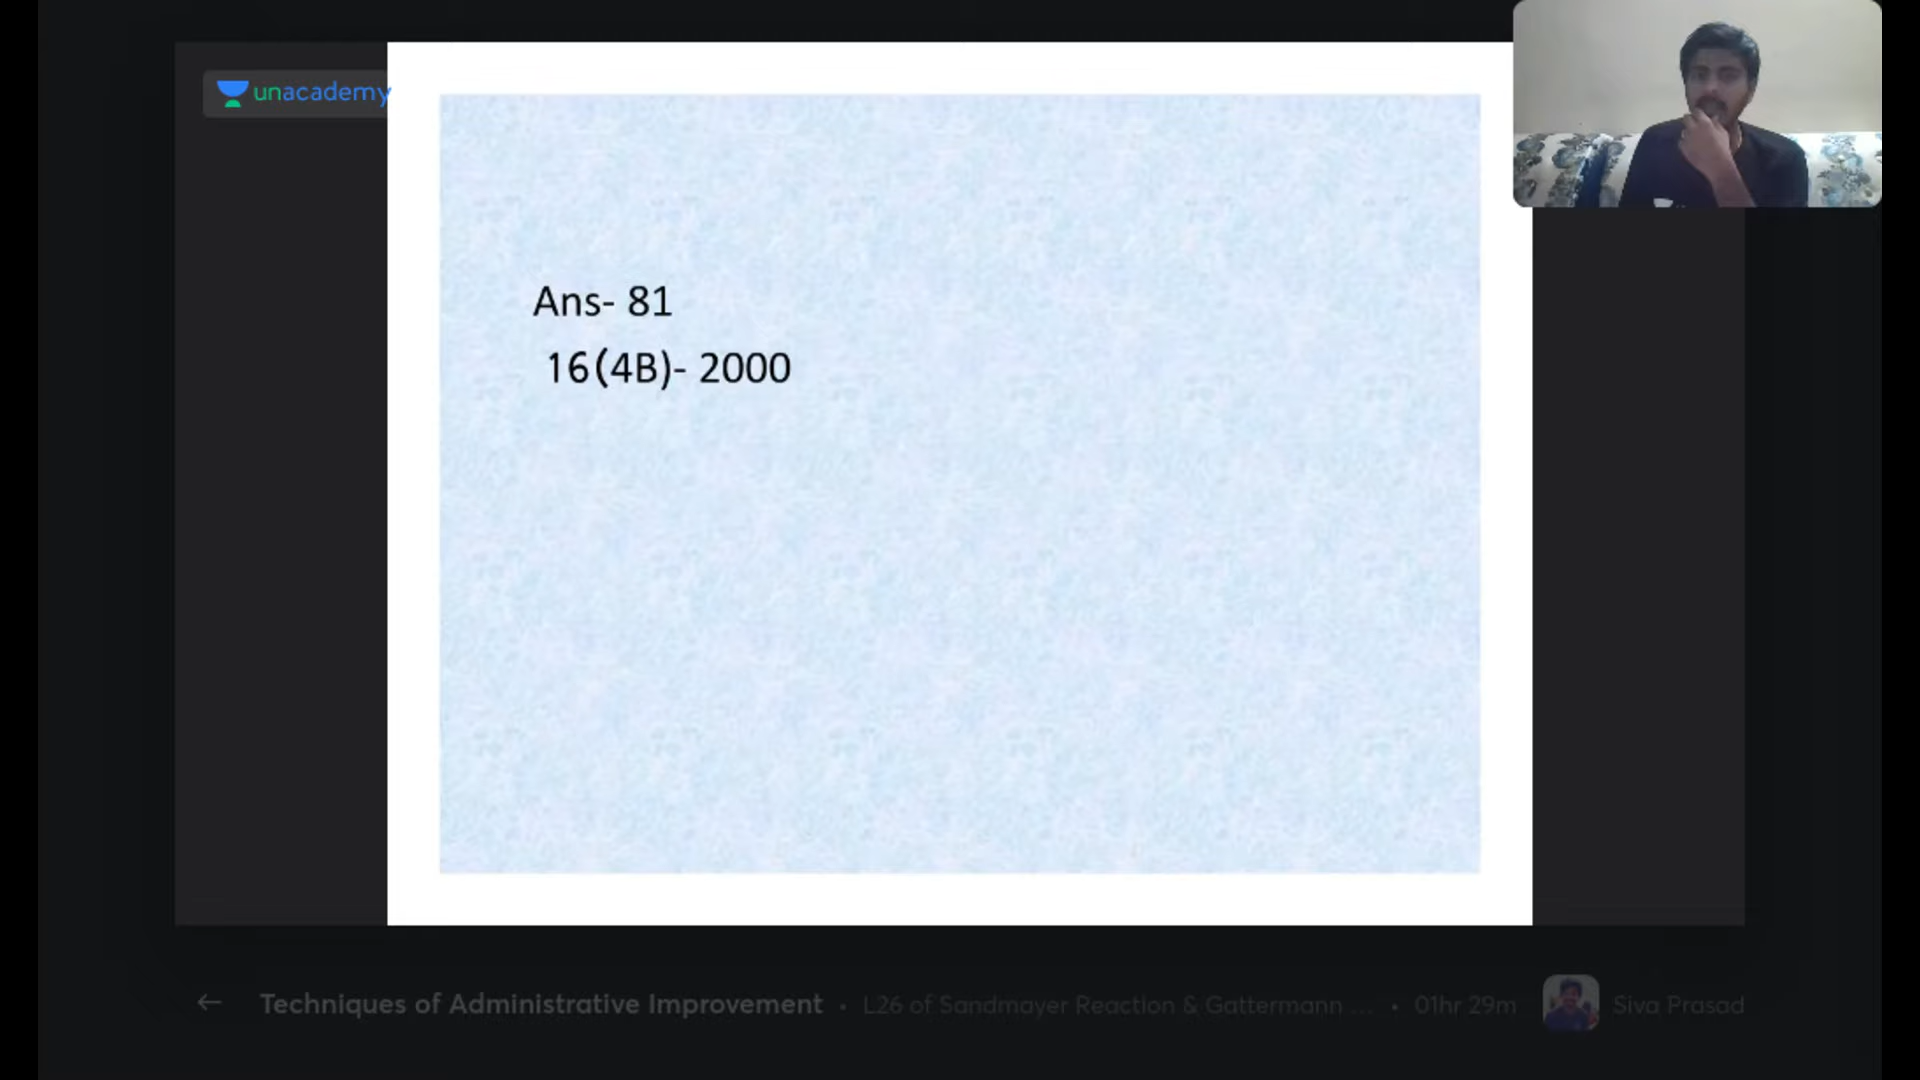 unacademy
Ans- 81
16(4B)- 2000
Techniques of Administrative Improvement • L26 of Sandmayer Reaction & Gattermann ... • 01hr 29m Siva Prasad